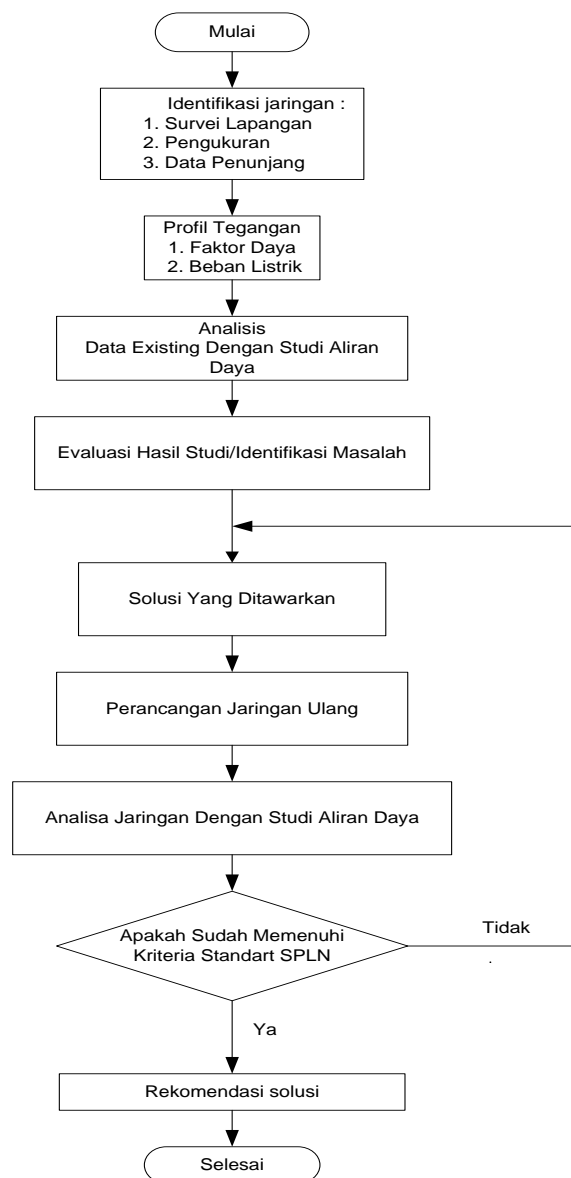 Mulai
Identifikasi jaringan :
1. Survei Lapangan
2. Pengukuran
3. Data Penunjang
Profil Tegangan
1. Faktor Daya
2. Beban Listrik
Analisis
Data Existing Dengan Studi Aliran
Daya
Evaluasi Hasil Studi/Identifikasi Masalah
Solusi Yang Ditawarkan
Perancangan Jaringan Ulang
Analisa Jaringan Dengan Studi Aliran Daya
Apakah Sudah Memenuhi
Kriteria Standart SPLN
Tidak
.
Ya
Rekomendasi solusi
Selesai